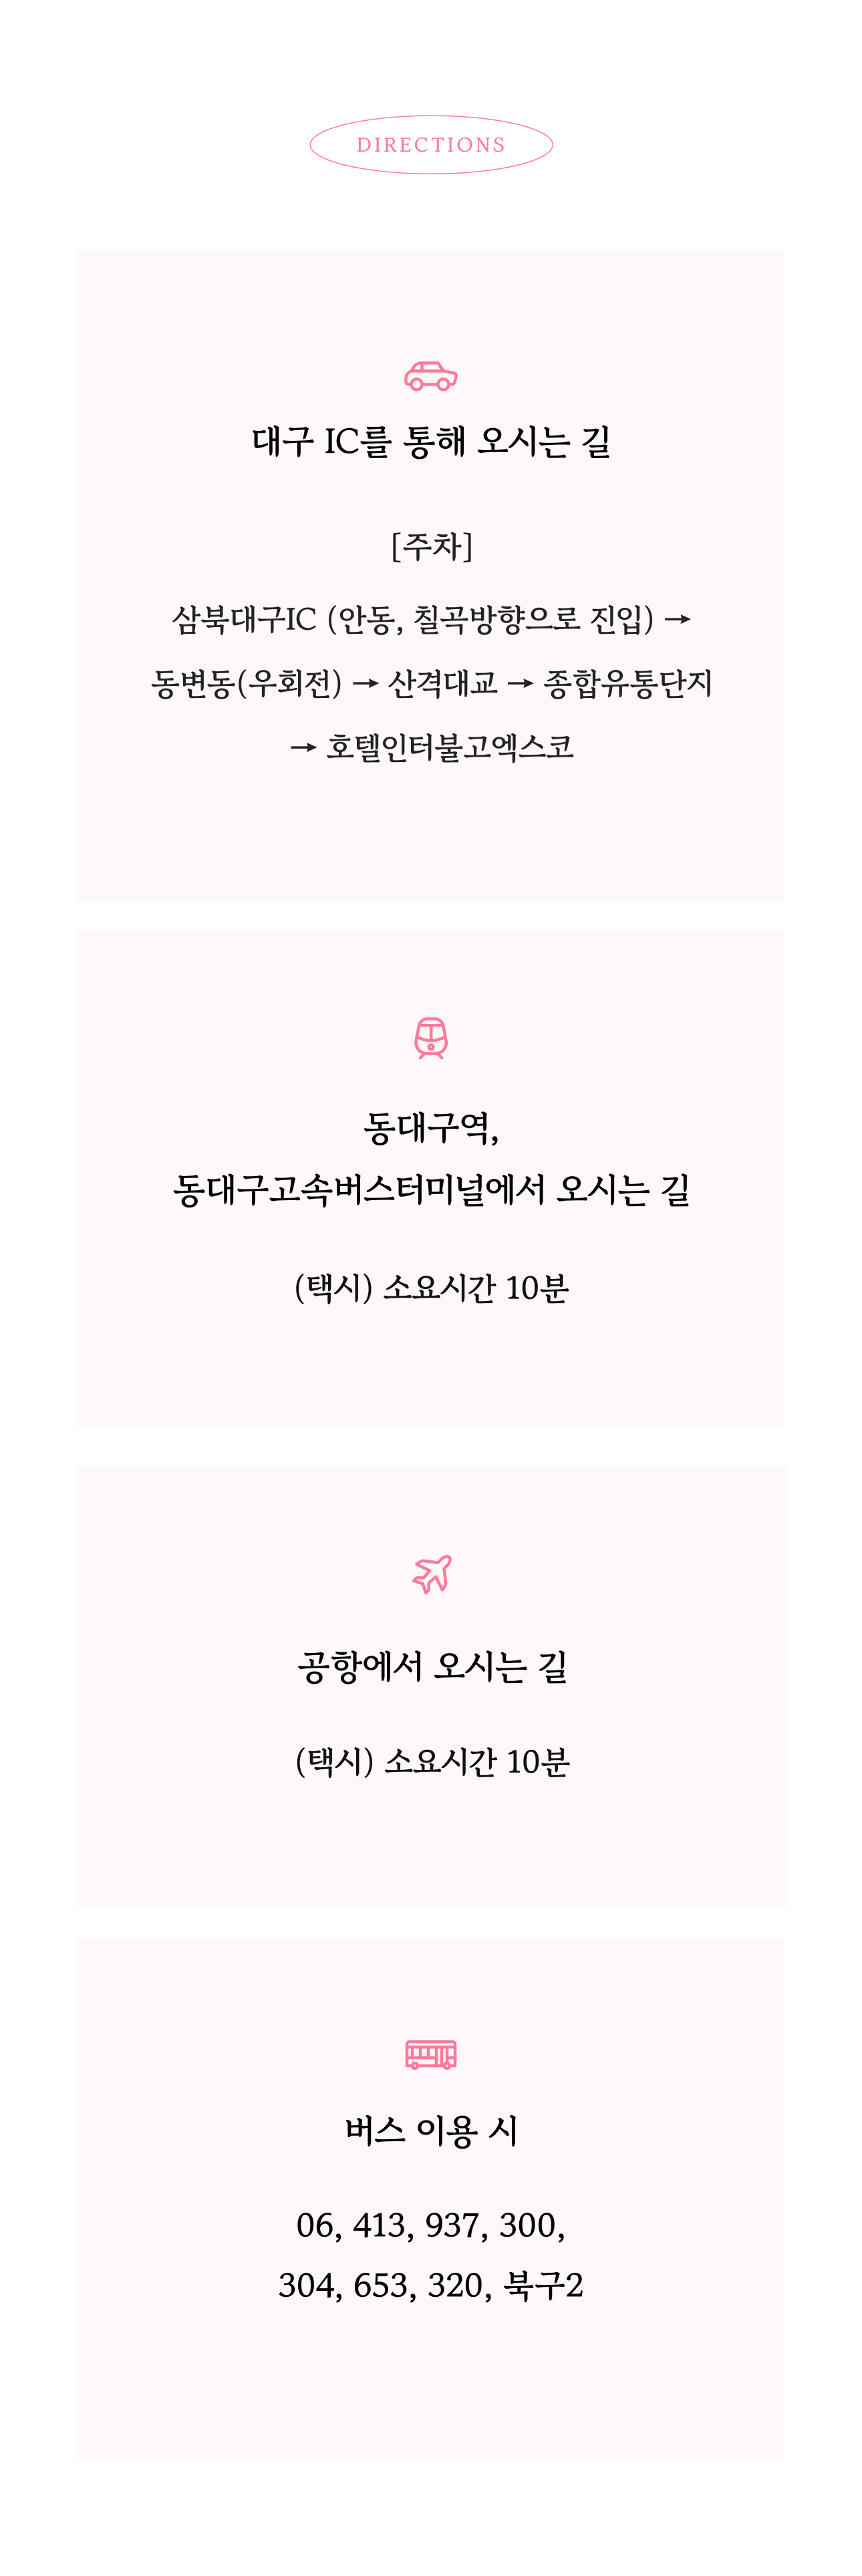 DIRECTIONS
대구 IC를 통해 오시는 길
[주차]
삼북대구IC (안동, 칠곡방향으로 진입) →
동변동(우회전) → 산격대교 → 종합유통단지
→ 호텔인터불고엑스코
동대구역,
동대구고속버스터미널에서 오시는 길
(택시) 소요시간 10분
공항에서 오시는 길
(택시) 소요시간 10분
버스 이용 시
06, 413, 937, 300,
304, 653, 320, 북구2